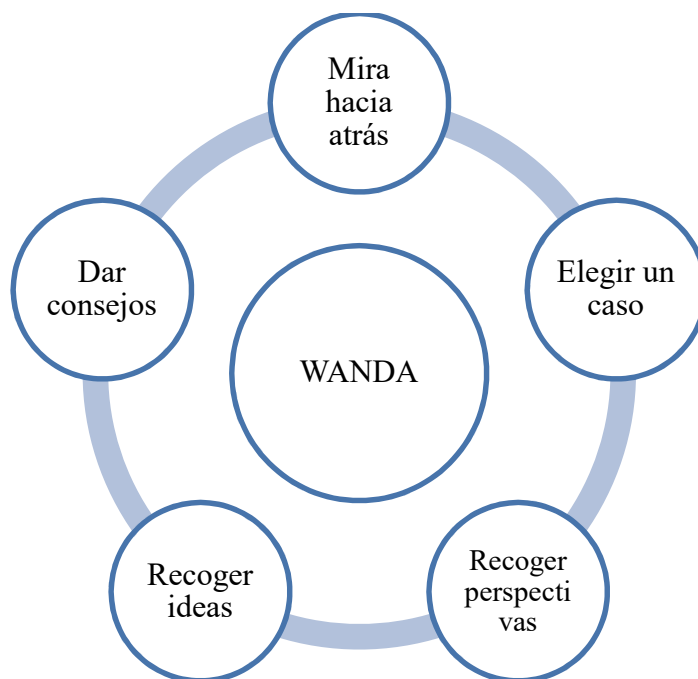 Mira
hacia
atrás
Elegir un
caso
Recoger
perspecti
vas
Recoger
ideas
Dar
consejos
WANDA